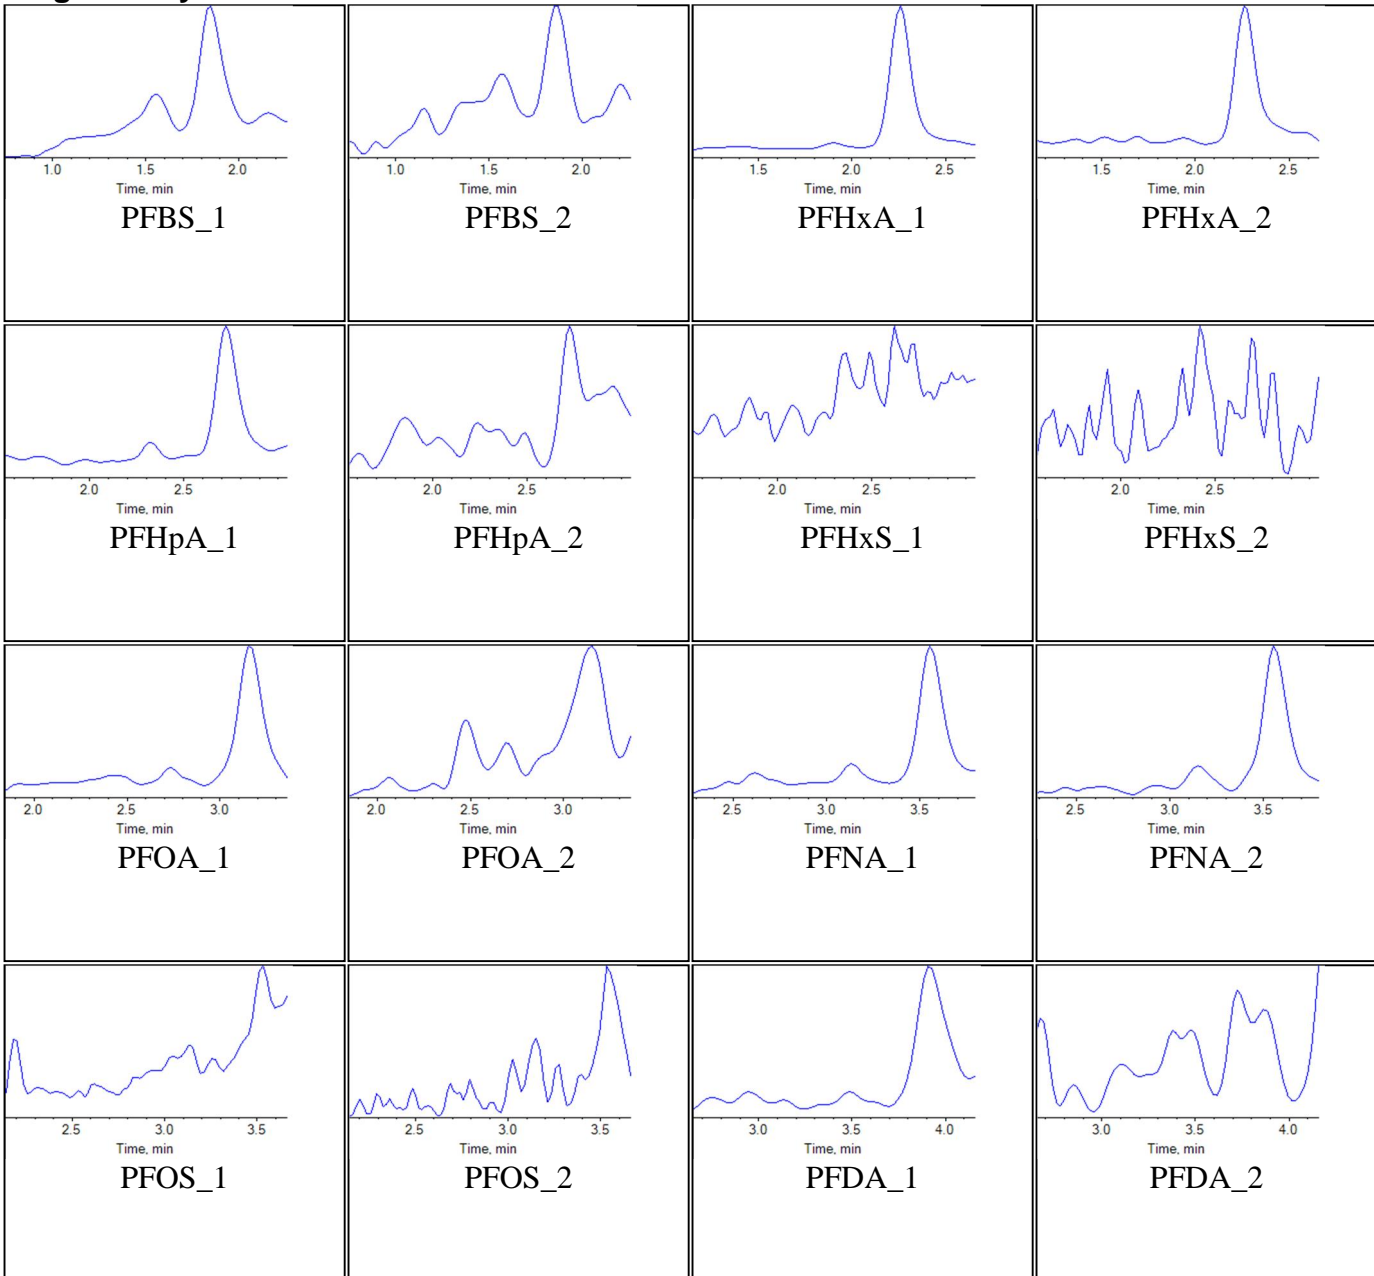 1.0 1.5 2.0 1.0 1.5 2.0 1.5 2.0 2.5 1.5 2.0 2.5
Time, min Time, min Time, min Time, min
PFBS_1 PFBS_2 PFHxA_1 PFHxA_2
2.0 2.5 2.0 2.5 2.0 2.5 2.0 2.5
Time, min Time, min Time, min Time, min
PFHpA_1 PFHpA_2 PFHxS_1 PFHxS_2
2.0 2.5 3.0 2.0 2.5 3.0 2.5 3.0 3.5 2.5 3.0 3.5
Time, min Time, min Time, min Time, min
PFOA_1 PFOA_2 PFNA_1 PFNA_2
2.5 3.0 3.5 2.5 3.0 3.5 3.0 3.5 4.0 3.0 3.5 4.0
Time, min Time, min Time, min Time, min
PFOS_1 PFOS_2 PFDA_1 PFDA_2